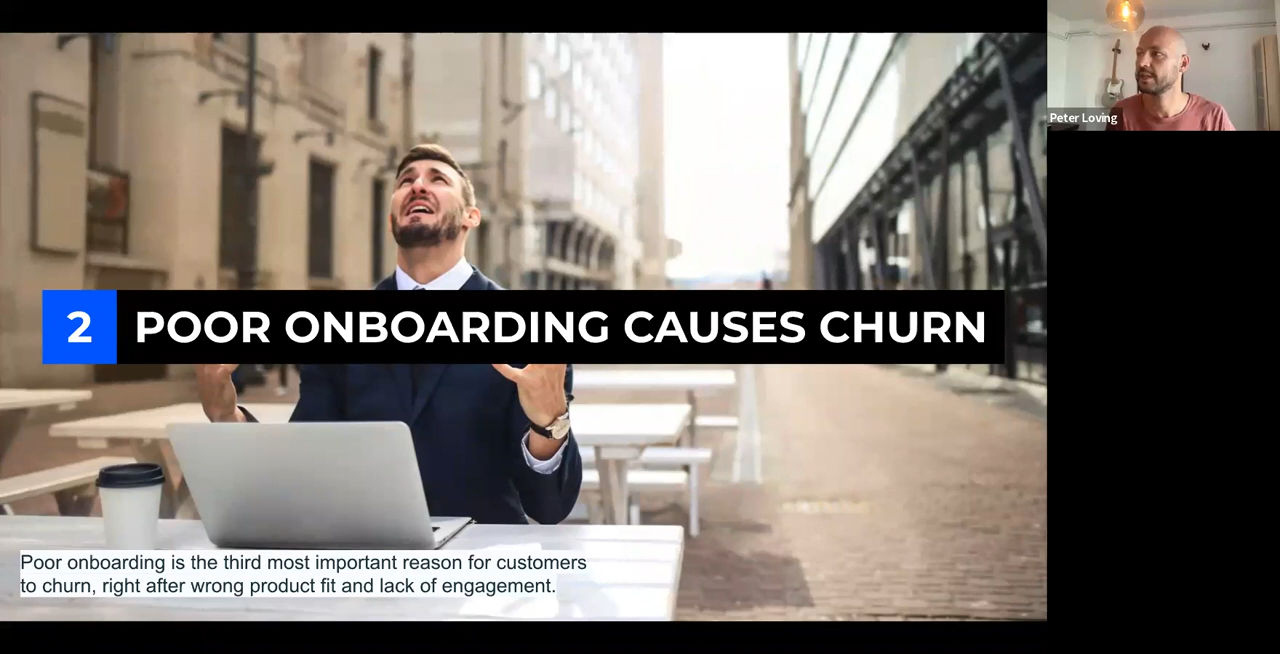 2 POOR ONBOARDING CAUSES CHURN
Poor onboarding is the third most important reason for customers
to churn, right after wrong product fit and lack of engagement.
Peter Loving